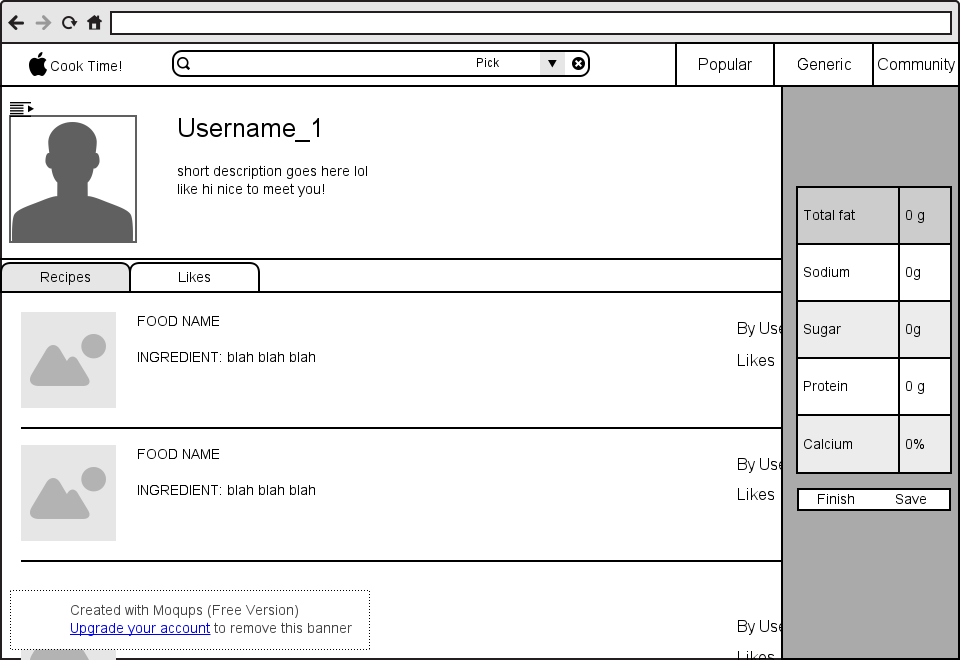 Cook Time!
Pick
Popular
Generic
Community
Username_1
short description goes here lol
like hi nice to meet you!
Recipes
Likes
FOOD NAME
INGREDIENT: blah blah blah
By Use
Likes
FOOD NAME
INGREDIENT: blah blah blah
By Use
Likes
By Use
Likes
Total fat 0 g
Sodium 0g
Sugar 0g
Protein 0 g
Calcium 0%
Finish Save
Created with Moqups (Free Version)
Upgrade your account to remove this banner